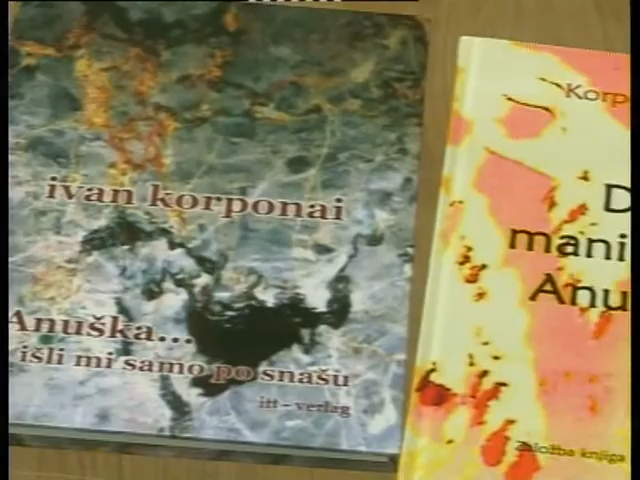 ivan korponai
Anuška...
išli mi samo po snašu
itt - verlag
Korp
D
mani
Anu
Založba knjiga